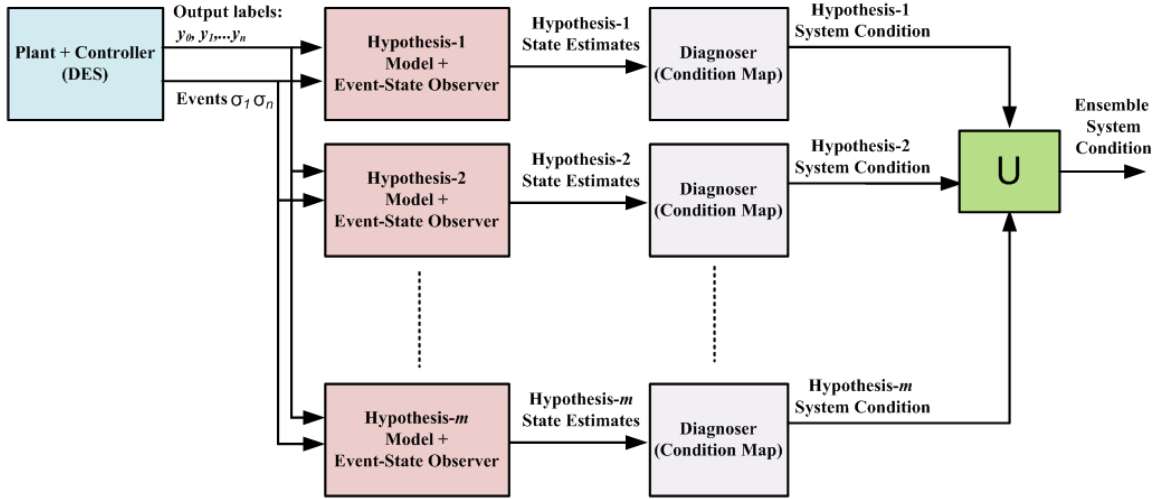 Output labels:
y₀, y₁,...yₙ
Plant + Controller
(DES)
Events σ₁ σₙ
Hypothesis-1
Model +
Event-State Observer
Hypothesis-1
State Estimates
Diagnoser
(Condition Map)
Hypothesis-1
System Condition
Hypothesis-2
Model +
Event-State Observer
Hypothesis-2
State Estimates
Diagnoser
(Condition Map)
Hypothesis-2
System Condition
U
Ensemble
System
Condition
Hypothesis-m
Model +
Event-State Observer
Hypothesis-m
State Estimates
Diagnoser
(Condition Map)
Hypothesis-m
System Condition